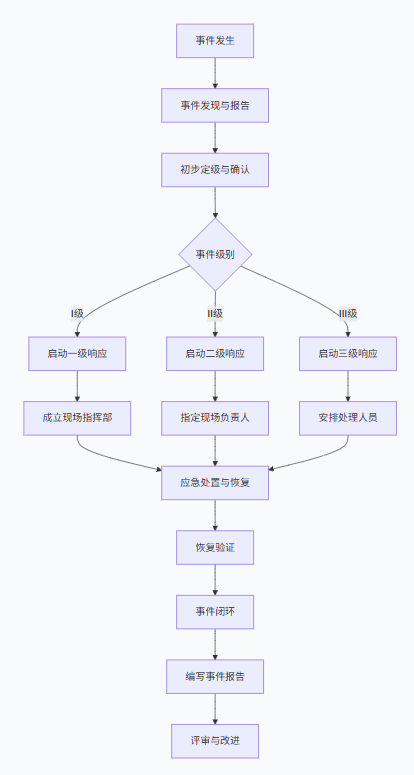 事件发生
事件发现与报告
初步定级与确认
事件级别
I级
II级
III级
启动一级响应
启动二级响应
启动三级响应
成立现场指挥部
指定现场负责人
安排处理人员
应急处置与恢复
恢复验证
事件闭环
编写事件报告
评审与改进